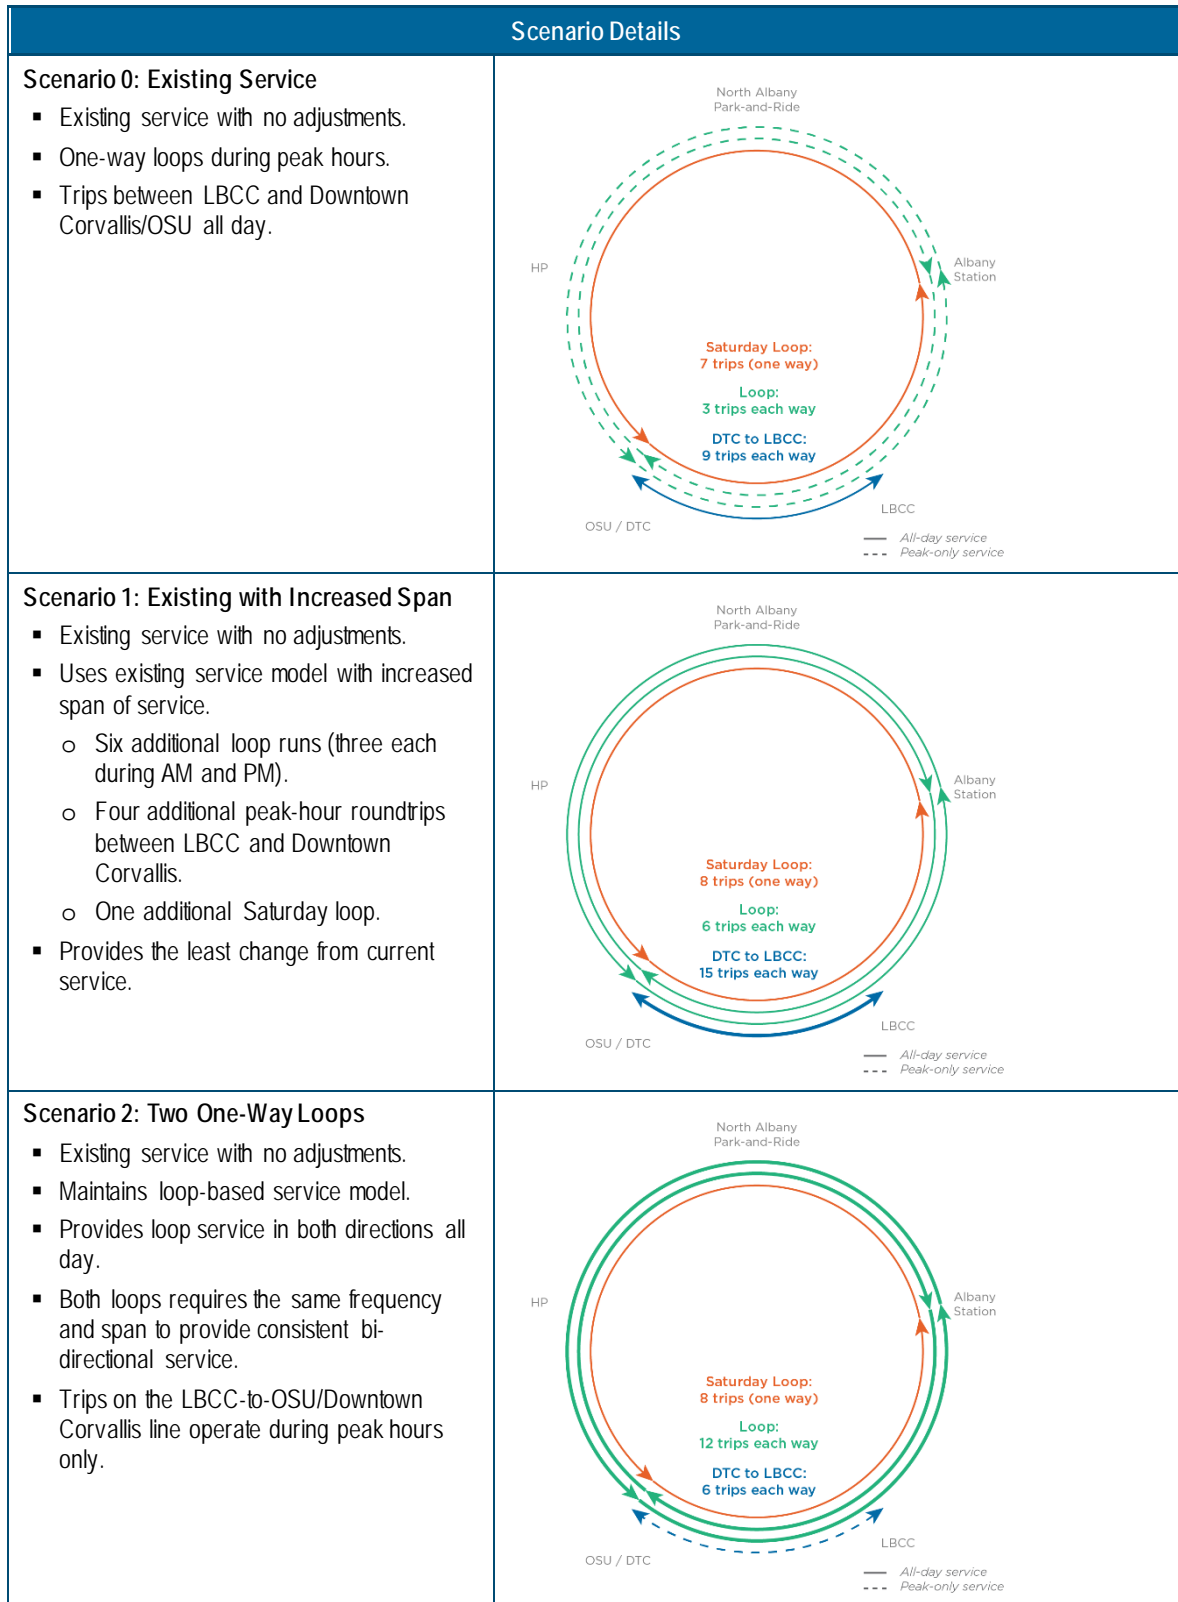 Scenario Details
Scenario 0: Existing Service
▪ Existing service with no adjustments.
▪ One-way loops during peak hours.
▪ Trips between LBCC and Downtown
Corvallis/OSU all day.
North Albany
Park-and-Ride
HP
Albany
Station
Saturday Loop:
7 trips (one way)
Loop:
3 trips each way
DTC to LBCC:
9 trips each way
LBCC
OSU / DTC
All-day service
Peak-only service
Scenario 1: Existing with Increased Span
▪ Existing service with no adjustments.
▪ Uses existing service model with increased
span of service.
o Six additional loop runs (three each
during AM and PM).
o Four additional peak-hour roundtrips
between LBCC and Downtown
Corvallis.
o One additional Saturday loop.
▪ Provides the least change from current
service.
North Albany
Park-and-Ride
HP
Albany
Station
Saturday Loop:
8 trips (one way)
Loop:
6 trips each way
DTC to LBCC:
15 trips each way
LBCC
OSU / DTC
All-day service
Peak-only service
Scenario 2: Two One-Way Loops
▪ Existing service with no adjustments.
▪ Maintains loop-based service model.
▪ Provides loop service in both directions all
day.
▪ Both loops requires the same frequency
and span to provide consistent bi-
directional service.
▪ Trips on the LBCC-to-OSU/Downtown
Corvallis line operate during peak hours
only.
North Albany
Park-and-Ride
HP
Albany
Station
Saturday Loop:
8 trips (one way)
Loop:
12 trips each way
DTC to LBCC:
6 trips each way
LBCC
OSU / DTC
All-day service
Peak-only service